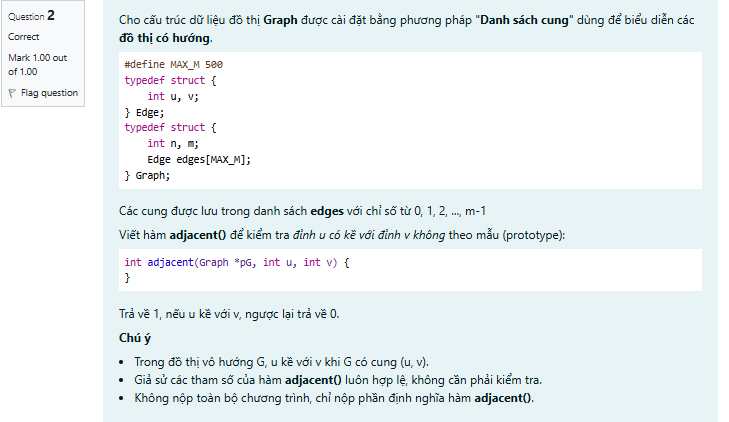 Question 2
Correct
Mark 1.00 out
of 1.00
Flag question
Cho cấu trúc dữ liệu đồ thị Graph được cài đặt bằng phương pháp "Danh sách cung" dùng để biểu diễn các
đồ thị có hướng.
#define MAX_M 500
typedef struct {
    int u, v;
} Edge;
typedef struct {
    int n, m;
    Edge edges[MAX_M];
} Graph;
Các cung được lưu trong danh sách edges với chỉ số từ 0, 1, 2, ..., m-1
Viết hàm adjacent() để kiểm tra đỉnh u có kề với đỉnh v không theo mẫu (prototype):
int adjacent(Graph *pG, int u, int v) {
}
Trả về 1, nếu u kề với v, ngược lại trả về 0.
Chú ý
• Trong đồ thị vô hướng G, u kề với v khi G có cung (u, v).
• Giả sử các tham số của hàm adjacent() luôn hợp lệ, không cần phải kiểm tra.
• Không nộp toàn bộ chương trình, chỉ nộp phần định nghĩa hàm adjacent().